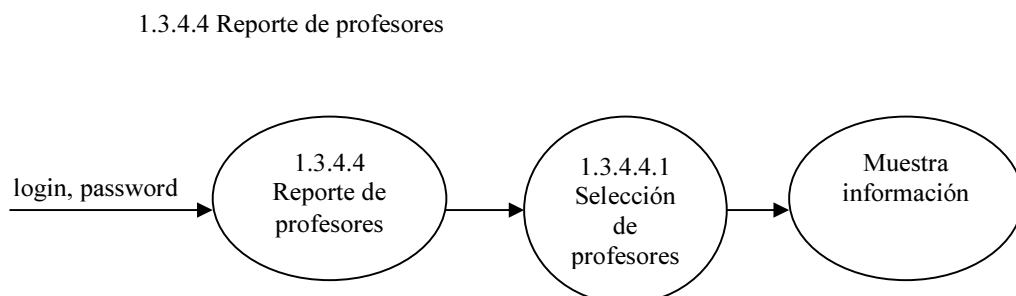 1.3.4.4 Reporte de profesores
login, password
1.3.4.4
Reporte de
profesores
1.3.4.4.1
Selección
de
profesores
Muestra
información